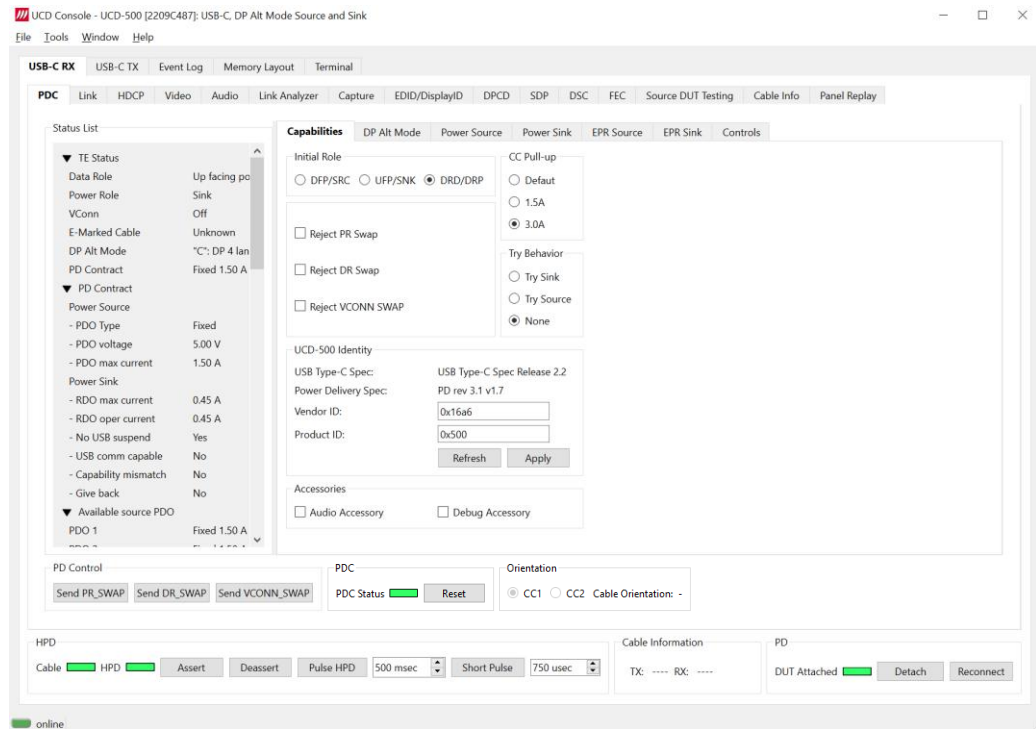 UCD Console - UCD-500 [2209C487]: USB-C, DP Alt Mode Source and Sink
File Tools Window Help
USB-C RX USB-C TX Event Log Memory Layout Terminal
PDC Link HDCP Video Audio Link Analyzer Capture EDID/DisplayID DPCD SDP DSC FEC Source DUT Testing Cable Info Panel Replay
Status List
TE Status
Data Role Up facing po
Power Role Sink
VConn Off
E-Marked Cable Unknown
DP Alt Mode "C": DP 4 lan
PD Contract Fixed 1.50 A
PD Contract
Power Source
- PDO Type Fixed
- PDO voltage 5.00 V
- PDO max current 1.50 A
Power Sink
- RDO max current 0.45 A
- RDO oper current 0.45 A
- No USB suspend Yes
- USB comm capable No
- Capability mismatch No
- Give back No
Available source PDO
PDO 1 Fixed 1.50 A
Capabilities DP Alt Mode Power Source Power Sink EPR Source EPR Sink Controls
Initial Role
DFP/SRC UFP/SNK DRD/DRP
Reject PR Swap
Reject DR Swap
Reject VCONN SWAP
CC Pull-up
Defaut
1.5A
3.0A
Try Behavior
Try Sink
Try Source
None
UCD-500 Identity
USB Type-C Spec: USB Type-C Spec Release 2.2
Power Delivery Spec: PD rev 3.1 v1.7
Vendor ID: 0x16a6
Product ID: 0x500
Refresh Apply
Accessories
Audio Accessory Debug Accessory
PD Control
Send PR_SWAP Send DR_SWAP Send VCONN_SWAP
PDC
PDC Status Reset
Orientation
CC1 CC2 Cable Orientation: -
HPD
Cable HPD Assert Deassert Pulse HPD 500 msec Short Pulse 750 usec
Cable Information
TX: ---- RX: ----
PD
DUT Attached Detach Reconnect
online